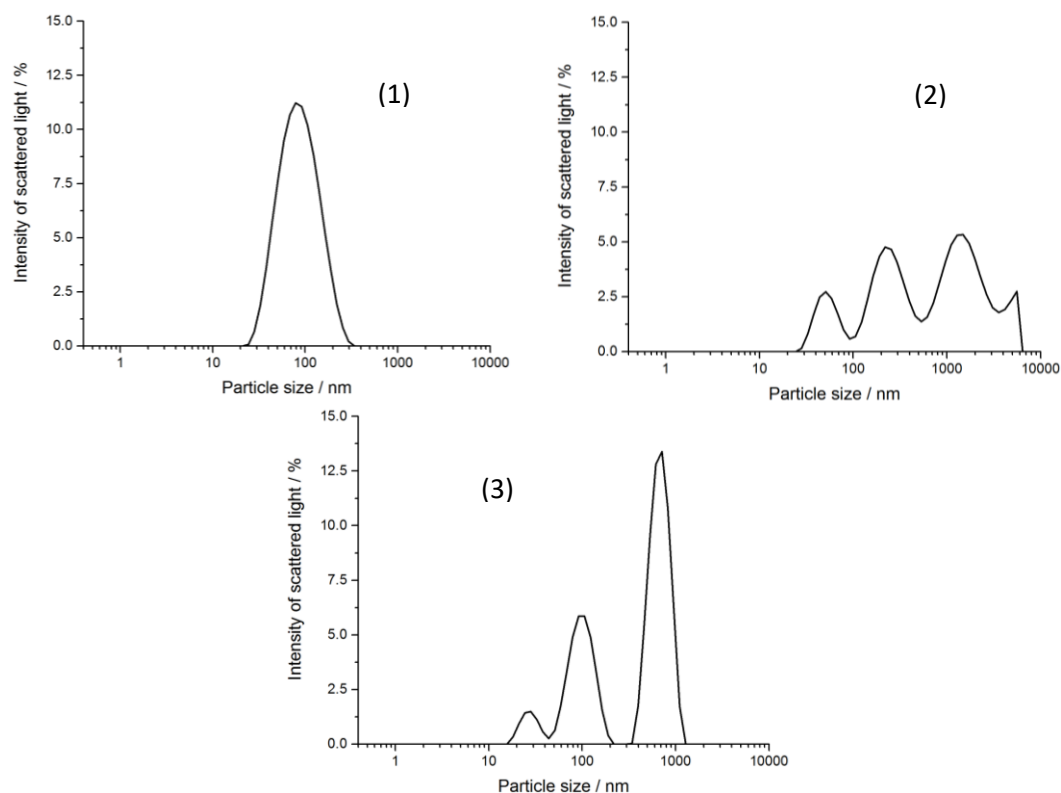 15.0
12.5
10.0
7.5
5.0
2.5
0.0
Intensity of scattered light / %
(1)
1 10 100 1000 10000
Particle size / nm
15.0
12.5
10.0
7.5
5.0
2.5
0.0
Intensity of scattered light / %
(2)
1 10 100 1000 10000
Particle size / nm
15.0
12.5
10.0
7.5
5.0
2.5
0.0
Intensity of scattered light / %
(3)
1 10 100 1000 10000
Particle size / nm